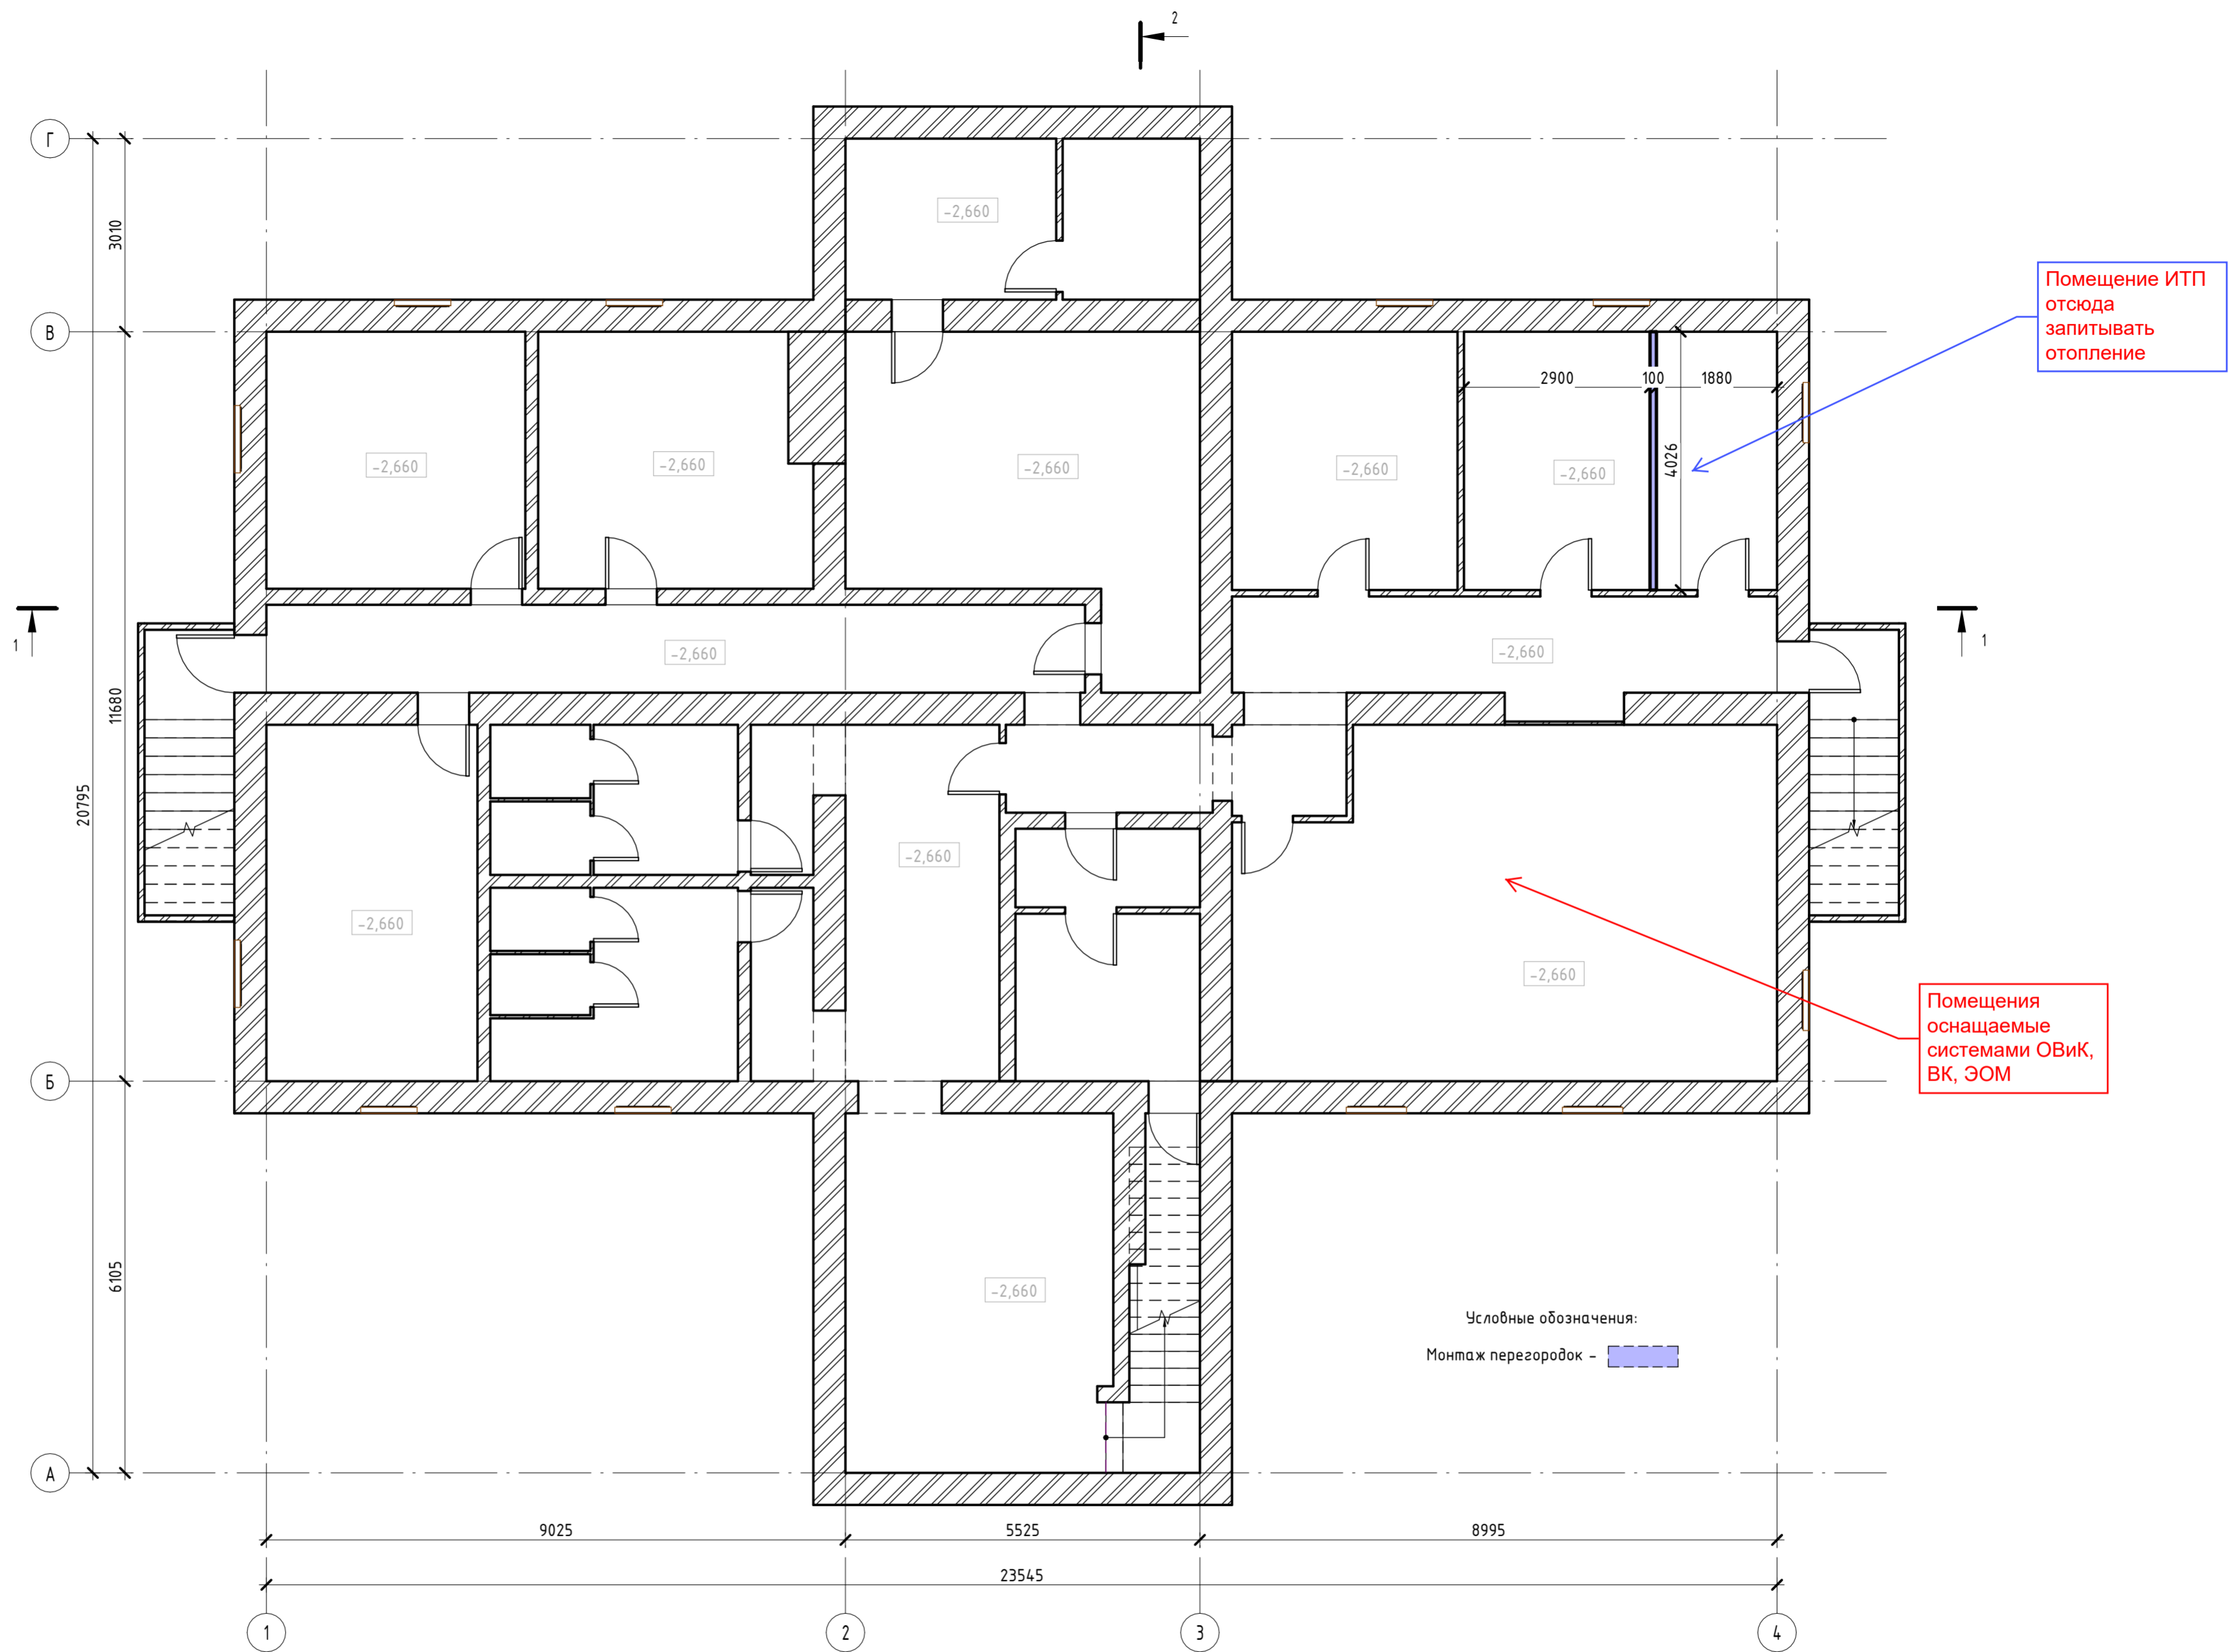 2
Г
3010
-2,660
Помещение ИТП
отсюда
запитывать
отопление
В
2900
100
1880
4026
-2,660
-2,660
-2,660
-2,660
-2,660
1
1
-2,660
-2,660
11680
20795
-2,660
-2,660
-2,660
Помещения
оснащаемые
системами ОВиК,
ВК, ЭОМ
Б
6105
-2,660
Условные обозначения:
Монтаж перегородок -
А
9025
5525
8995
23545
1
2
3
4